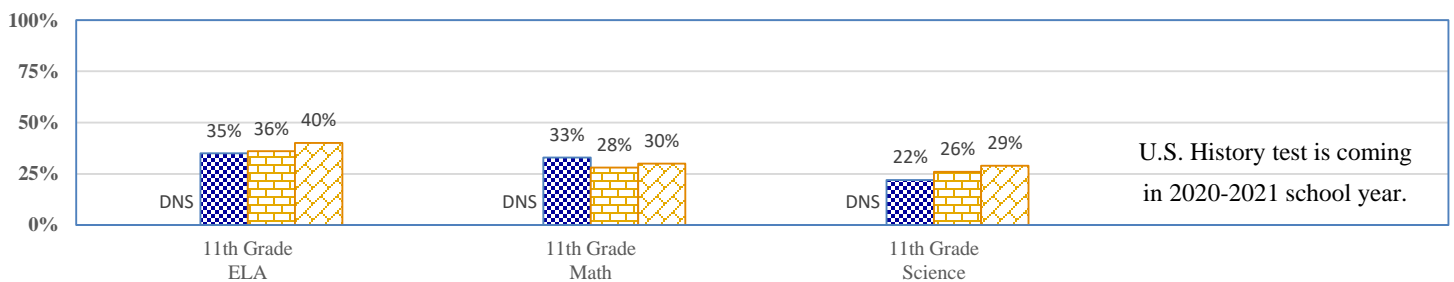 100%
75%
50%
25%
0%
DNS
35%
36%
40%
DNS
33%
28%
30%
DNS
22%
26%
29%
U.S. History test is coming
in 2020-2021 school year.
11th Grade
ELA
11th Grade
Math
11th Grade
Science